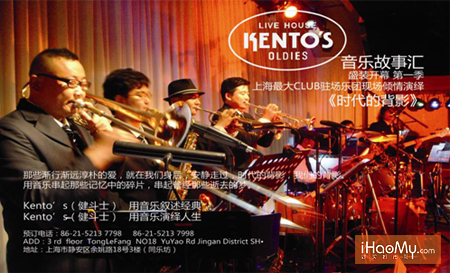 LIVE HOUSE
KENTO'S
OLDIES
音乐故事汇
盛装开幕 第一季
上海最大CLUB驻场乐团现场倾情演绎
《时代的背影》
那些渐行渐远淳朴的爱，就在我们身后，安静走过，时代的背影，我们的背影。
用音乐串起那些记忆中的碎片，串起曾经那些逝去的梦。
Kento’s（健斗士） 用音乐叙述经典
Kento’s（健斗士） 用音乐演绎人生
预订电话：86-21-5213 7798 86-21-5213 7998
ADD：3 rd floor TongLeFang NO18 YuYao Rd Jingan District SH•
地址：上海市静安区余姚路18号3楼（同乐坊）
iHaoMu.com